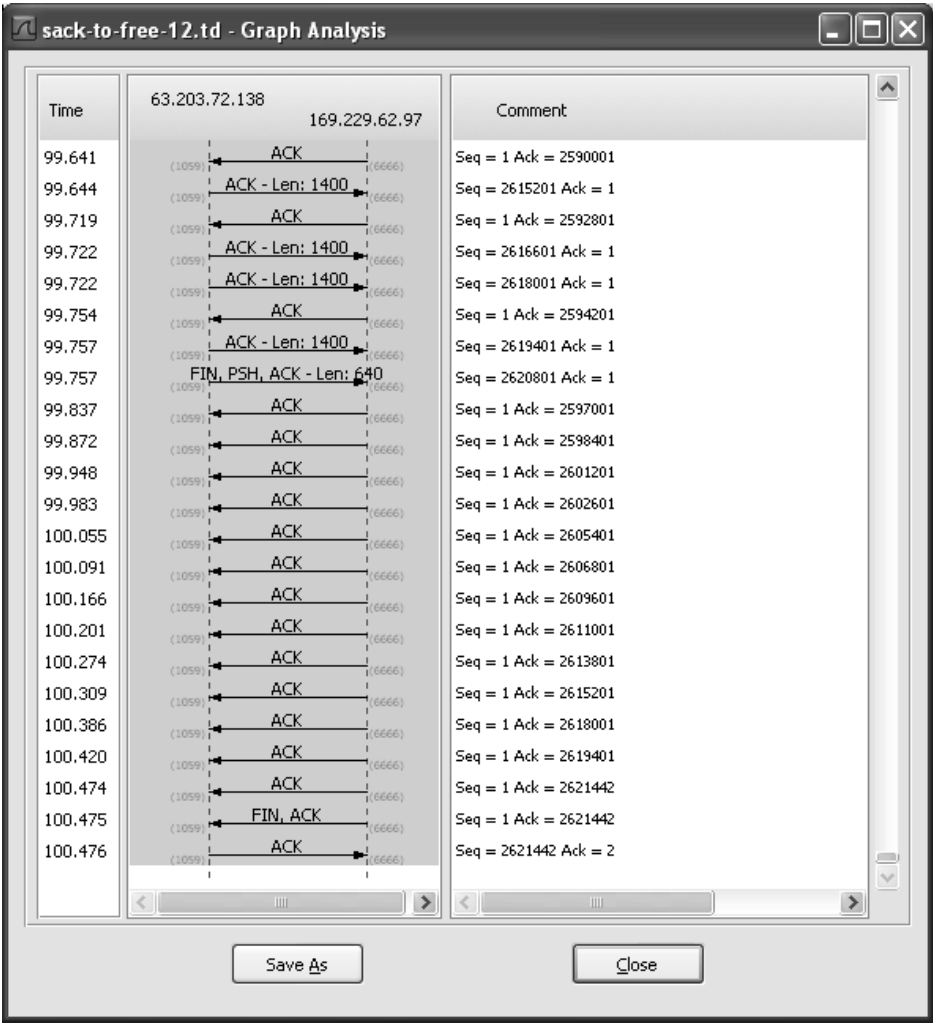 sack-to-free-12.td - Graph Analysis
Time 63.203.72.138 169.229.62.97 Comment
99.641 (1059) ACK (6666) Seq = 1 Ack = 2590001
99.644 (1059) ACK - Len: 1400 (6666) Seq = 2615201 Ack = 1
99.719 (1059) ACK (6666) Seq = 1 Ack = 2592801
99.722 (1059) ACK - Len: 1400 (6666) Seq = 2616601 Ack = 1
99.722 (1059) ACK - Len: 1400 (6666) Seq = 2618001 Ack = 1
99.754 (1059) ACK (6666) Seq = 1 Ack = 2594201
99.757 (1059) ACK - Len: 1400 (6666) Seq = 2619401 Ack = 1
99.757 (1059) FIN, PSH, ACK - Len: 640 (6666) Seq = 2620801 Ack = 1
99.837 (1059) ACK (6666) Seq = 1 Ack = 2597001
99.872 (1059) ACK (6666) Seq = 1 Ack = 2598401
99.948 (1059) ACK (6666) Seq = 1 Ack = 2601201
99.983 (1059) ACK (6666) Seq = 1 Ack = 2602601
100.055 (1059) ACK (6666) Seq = 1 Ack = 2605401
100.091 (1059) ACK (6666) Seq = 1 Ack = 2606801
100.166 (1059) ACK (6666) Seq = 1 Ack = 2609601
100.201 (1059) ACK (6666) Seq = 1 Ack = 2611001
100.274 (1059) ACK (6666) Seq = 1 Ack = 2613801
100.309 (1059) ACK (6666) Seq = 1 Ack = 2615201
100.386 (1059) ACK (6666) Seq = 1 Ack = 2618001
100.420 (1059) ACK (6666) Seq = 1 Ack = 2619401
100.474 (1059) ACK (6666) Seq = 1 Ack = 2621442
100.475 (1059) FIN, ACK (6666) Seq = 1 Ack = 2621442
100.476 (1059) ACK (6666) Seq = 2621442 Ack = 2
Save As Close